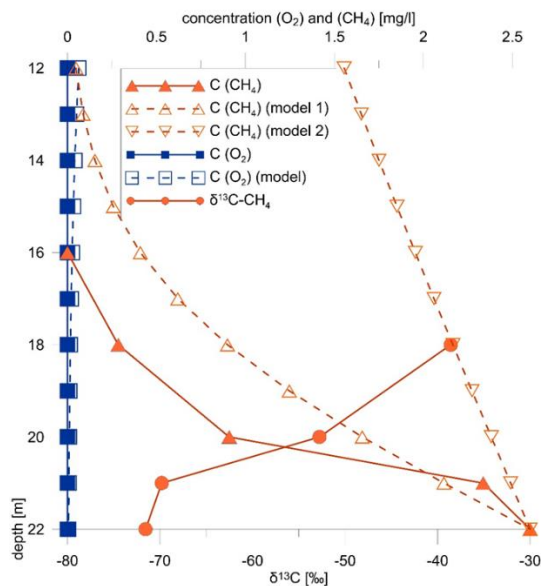 concentration (O₂) and (CH₄) [mg/l]
0 0.5 1 1.5 2 2.5
12
C (CH₄)
C (CH₄) (model 1)
C (CH₄) (model 2)
C (O₂)
C (O₂) (model)
δ¹³C-CH₄
14
16
18
20
22
depth [m]
-80 -70 -60 -50 -40 -30
δ¹³C [‰]